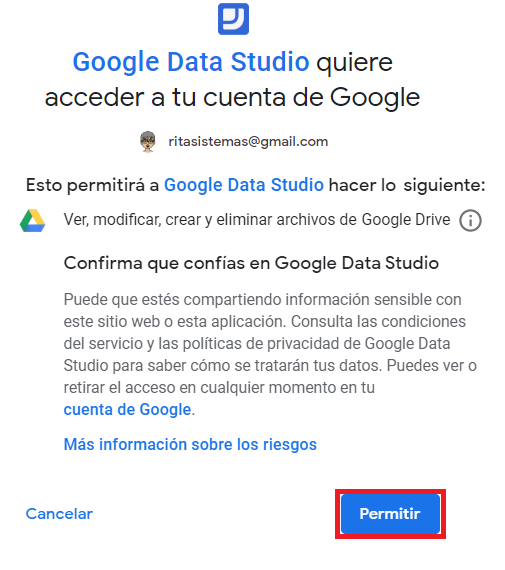 Google Data Studio quiere
acceder a tu cuenta de Google
ritasistemas@gmail.com
Esto permitirá a Google Data Studio hacer lo siguiente:
Ver, modificar, crear y eliminar archivos de Google Drive
Confirma que confías en Google Data Studio
Puede que estés compartiendo información sensible con
este sitio web o esta aplicación. Consulta las condiciones
del servicio y las políticas de privacidad de Google Data
Studio para saber cómo se tratarán tus datos. Puedes ver o
retirar el acceso en cualquier momento en tu
cuenta de Google.
Más información sobre los riesgos
Cancelar
Permitir